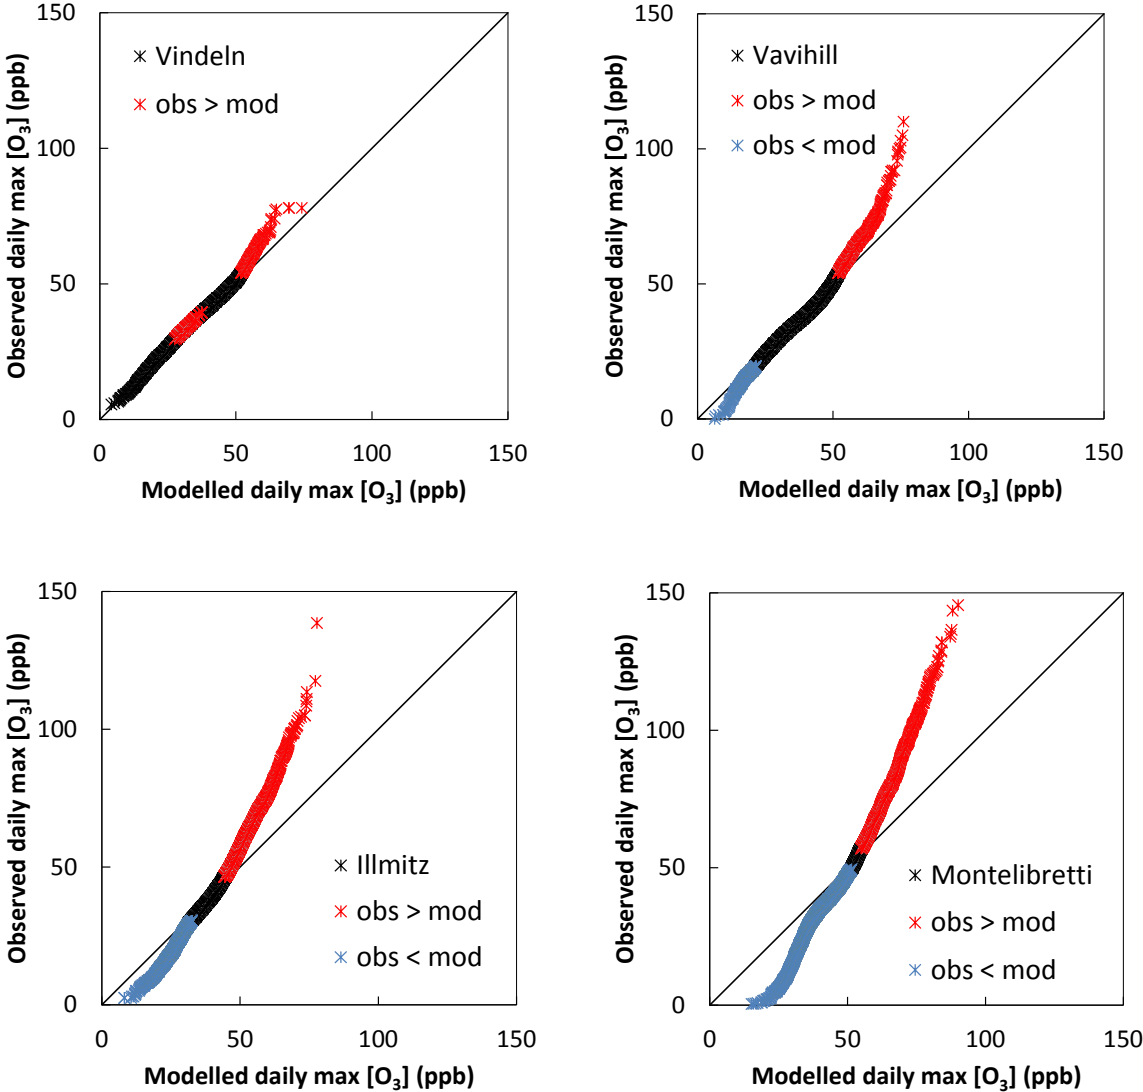 150
100
50
0
Observed daily max [O₃] (ppb)
Vindeln
obs > mod
0 50 100 150
Modelled daily max [O₃] (ppb)
150
100
50
0
Observed daily max [O₃] (ppb)
Vavihill
obs > mod
obs < mod
0 50 100 150
Modelled daily max [O₃] (ppb)
150
100
50
0
Observed daily max [O₃] (ppb)
Illmitz
obs > mod
obs < mod
0 50 100 150
Modelled daily max [O₃] (ppb)
150
100
50
0
Observed daily max [O₃] (ppb)
Montelibretti
obs > mod
obs < mod
0 50 100 150
Modelled daily max [O₃] (ppb)